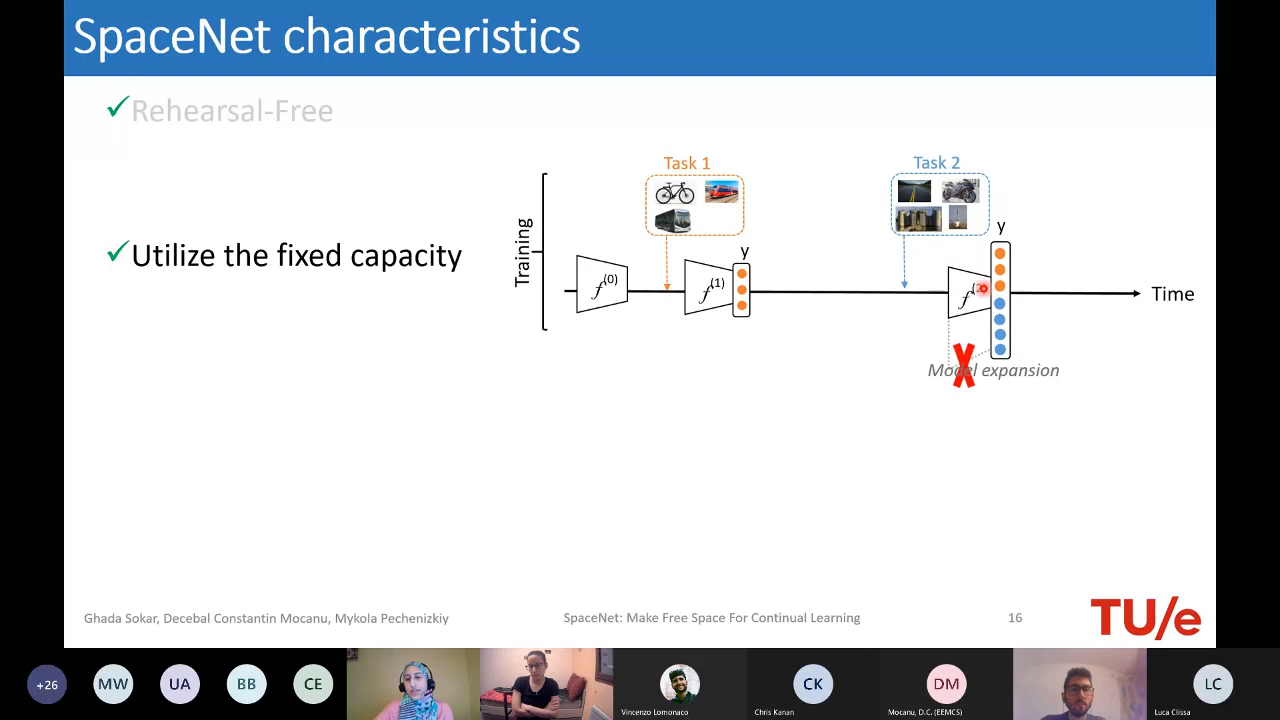 SpaceNet characteristics
✓Rehearsal-Free
Task 1
Task 2
✓Utilize the fixed capacity
Training
y
y
f(0)
f(1)
Time
Model expansion
Ghada Sokar, Decebal Constantin Mocanu, Mykola Pechenizkiy
SpaceNet: Make Free Space For Continual Learning
16
TU/e
+26
MW
UA
BB
CE
CK
DM
LC
Vincenzo Lomonaco
Chris Kanan
Mocanu, D.C. (EEMCS)
Luca Clissa